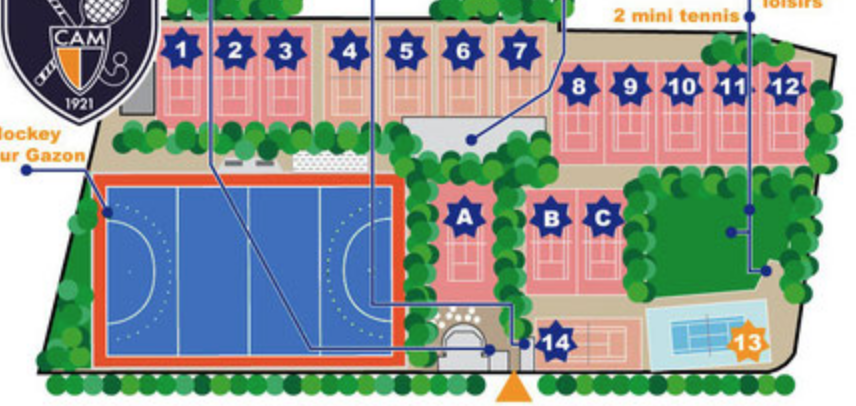 loisirs
2 mini tennis
CAM
1921
1 2 3 4 5 6 7
8 9 10 11 12
Hockey
ur Gazon
A B C
14 13